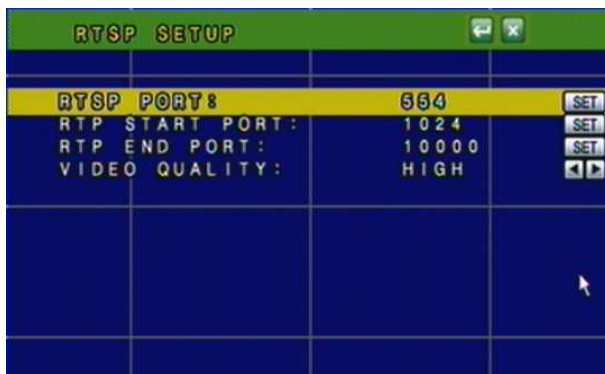 RTSP SETUP
RTSP PORT: 554 SET
RTP START PORT: 1024 SET
RTP END PORT: 10000 SET
VIDEO QUALITY: HIGH